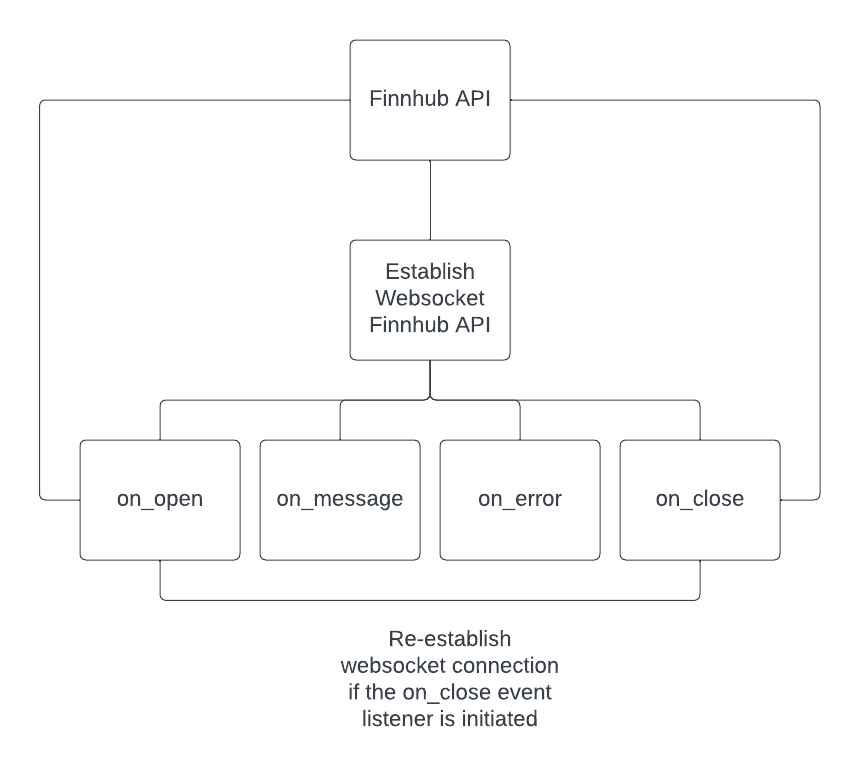 Finnhub API
Establish
Websocket
Finnhub API
on_open
on_message
on_error
on_close
Re-establish
websocket connection
if the on_close event
listener is initiated